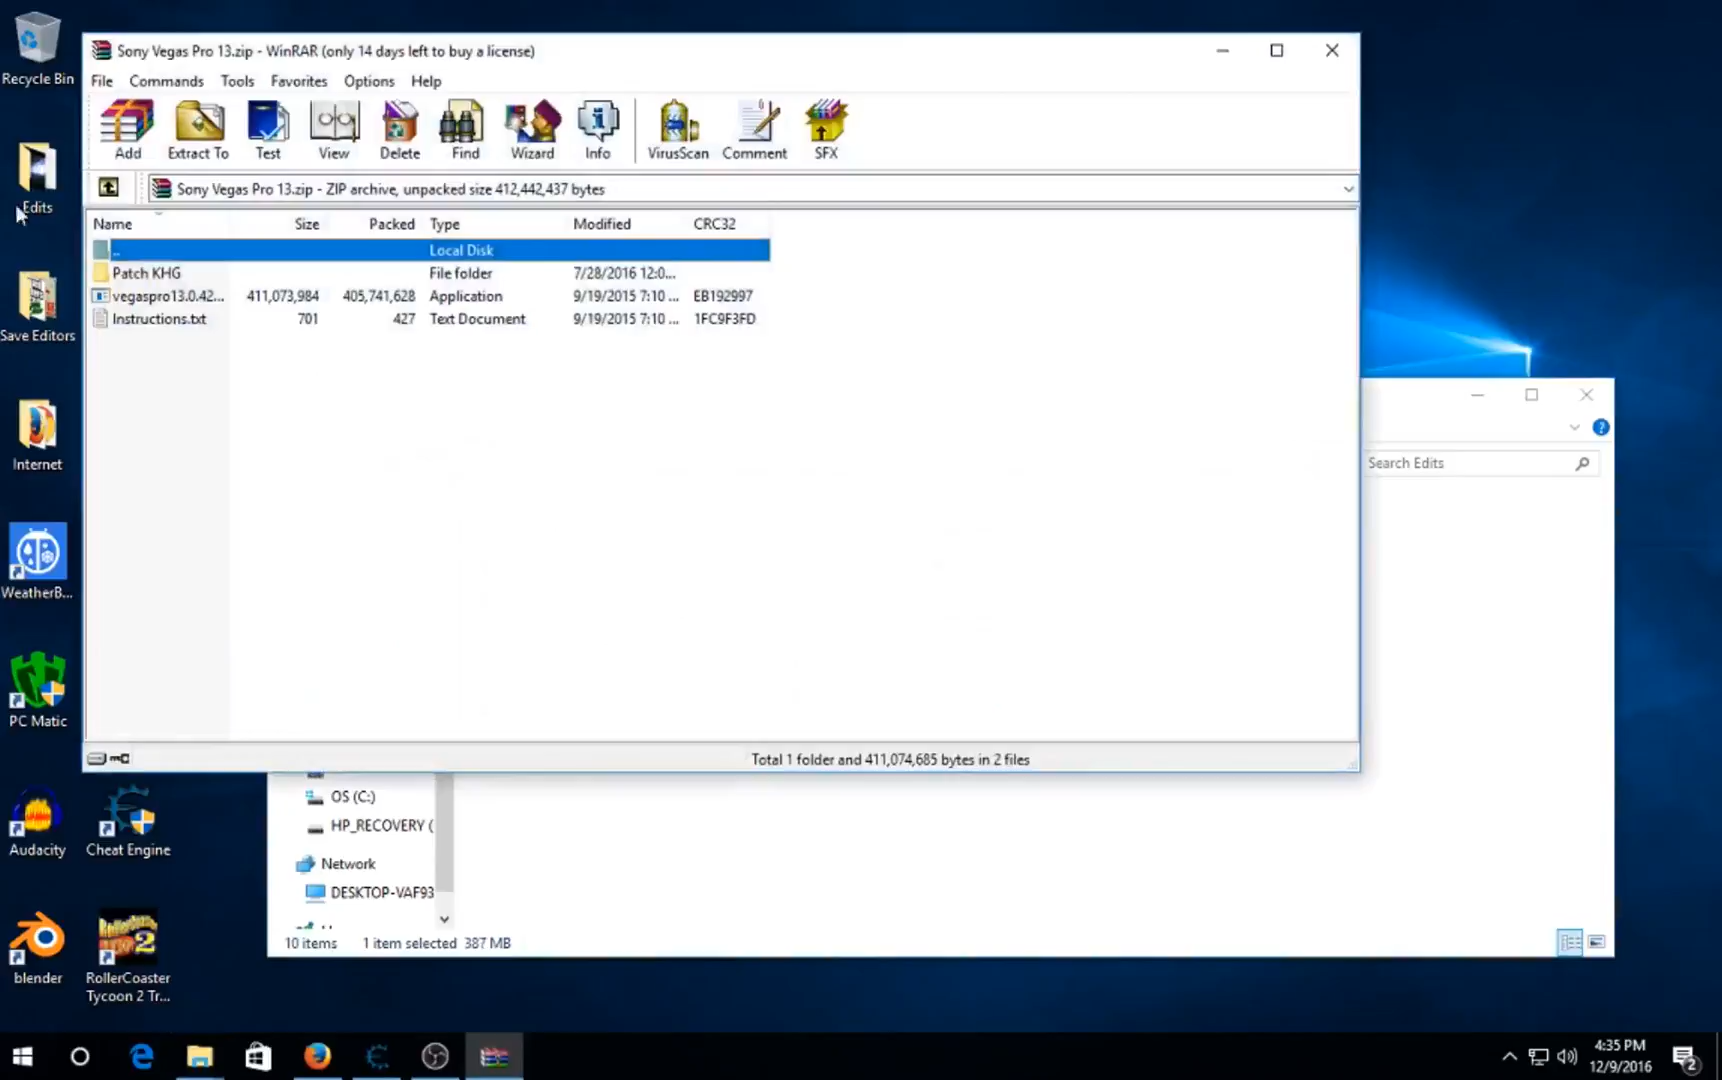 Recycle Bin
Edits
Save Editors
Internet
WeatherB...
PC Matic
Audacity
Cheat Engine
blender
RollerCoaster
Tycoon 2 Tr...
Sony Vegas Pro 13.zip - WinRAR (only 14 days left to buy a license)
File Commands Tools Favorites Options Help
Add Extract To Test View Delete Find Wizard Info VirusScan Comment SFX
Sony Vegas Pro 13.zip - ZIP archive, unpacked size 412,442,437 bytes
Name Size Packed Type Modified CRC32
.. Local Disk
Patch KHG File folder 7/28/2016 12:0...
vegaspro13.0.42... 411,073,984 405,741,628 Application 9/19/2015 7:10 ... EB192997
Instructions.txt 701 427 Text Document 9/19/2015 7:10 ... 1FC9F3FD
Total 1 folder and 411,074,685 bytes in 2 files
Search Edits
OS (C:)
HP_RECOVERY (
Network
DESKTOP-VAF93
10 items 1 item selected 387 MB
4:35 PM
12/9/2016
2